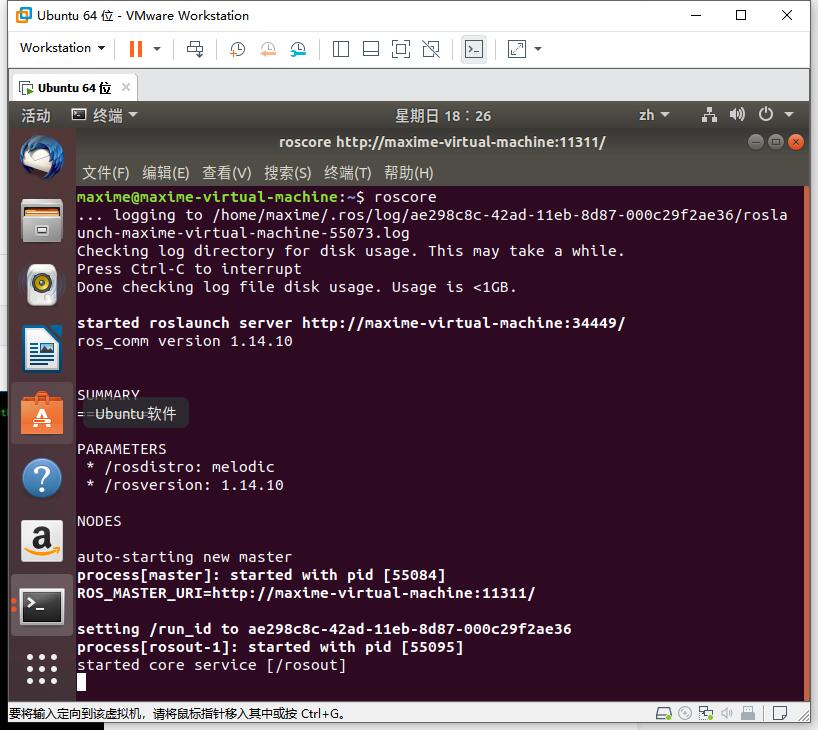 Ubuntu 64 位 - VMware Workstation
Workstation
Ubuntu 64 位
活动 终端 星期日 18：26 zh
roscore http://maxime-virtual-machine:11311/
文件(F) 编辑(E) 查看(V) 搜索(S) 终端(T) 帮助(H)
maxime@maxime-virtual-machine:~$ roscore
... logging to /home/maxime/.ros/log/ae298c8c-42ad-11eb-8d87-000c29f2ae36/rosla
unch-maxime-virtual-machine-55073.log
Checking log directory for disk usage. This may take a while.
Press Ctrl-C to interrupt
Done checking log file disk usage. Usage is <1GB.
started roslaunch server http://maxime-virtual-machine:34449/
ros_comm version 1.14.10
SUMMARY
Ubuntu 软件
PARAMETERS
* /rosdistro: melodic
* /rosversion: 1.14.10
NODES
auto-starting new master
process[master]: started with pid [55084]
ROS_MASTER_URI=http://maxime-virtual-machine:11311/
setting /run_id to ae298c8c-42ad-11eb-8d87-000c29f2ae36
process[rosout-1]: started with pid [55095]
started core service [/rosout]
要将输入定向到该虚拟机，请将鼠标指针移入其中或按 Ctrl+G。